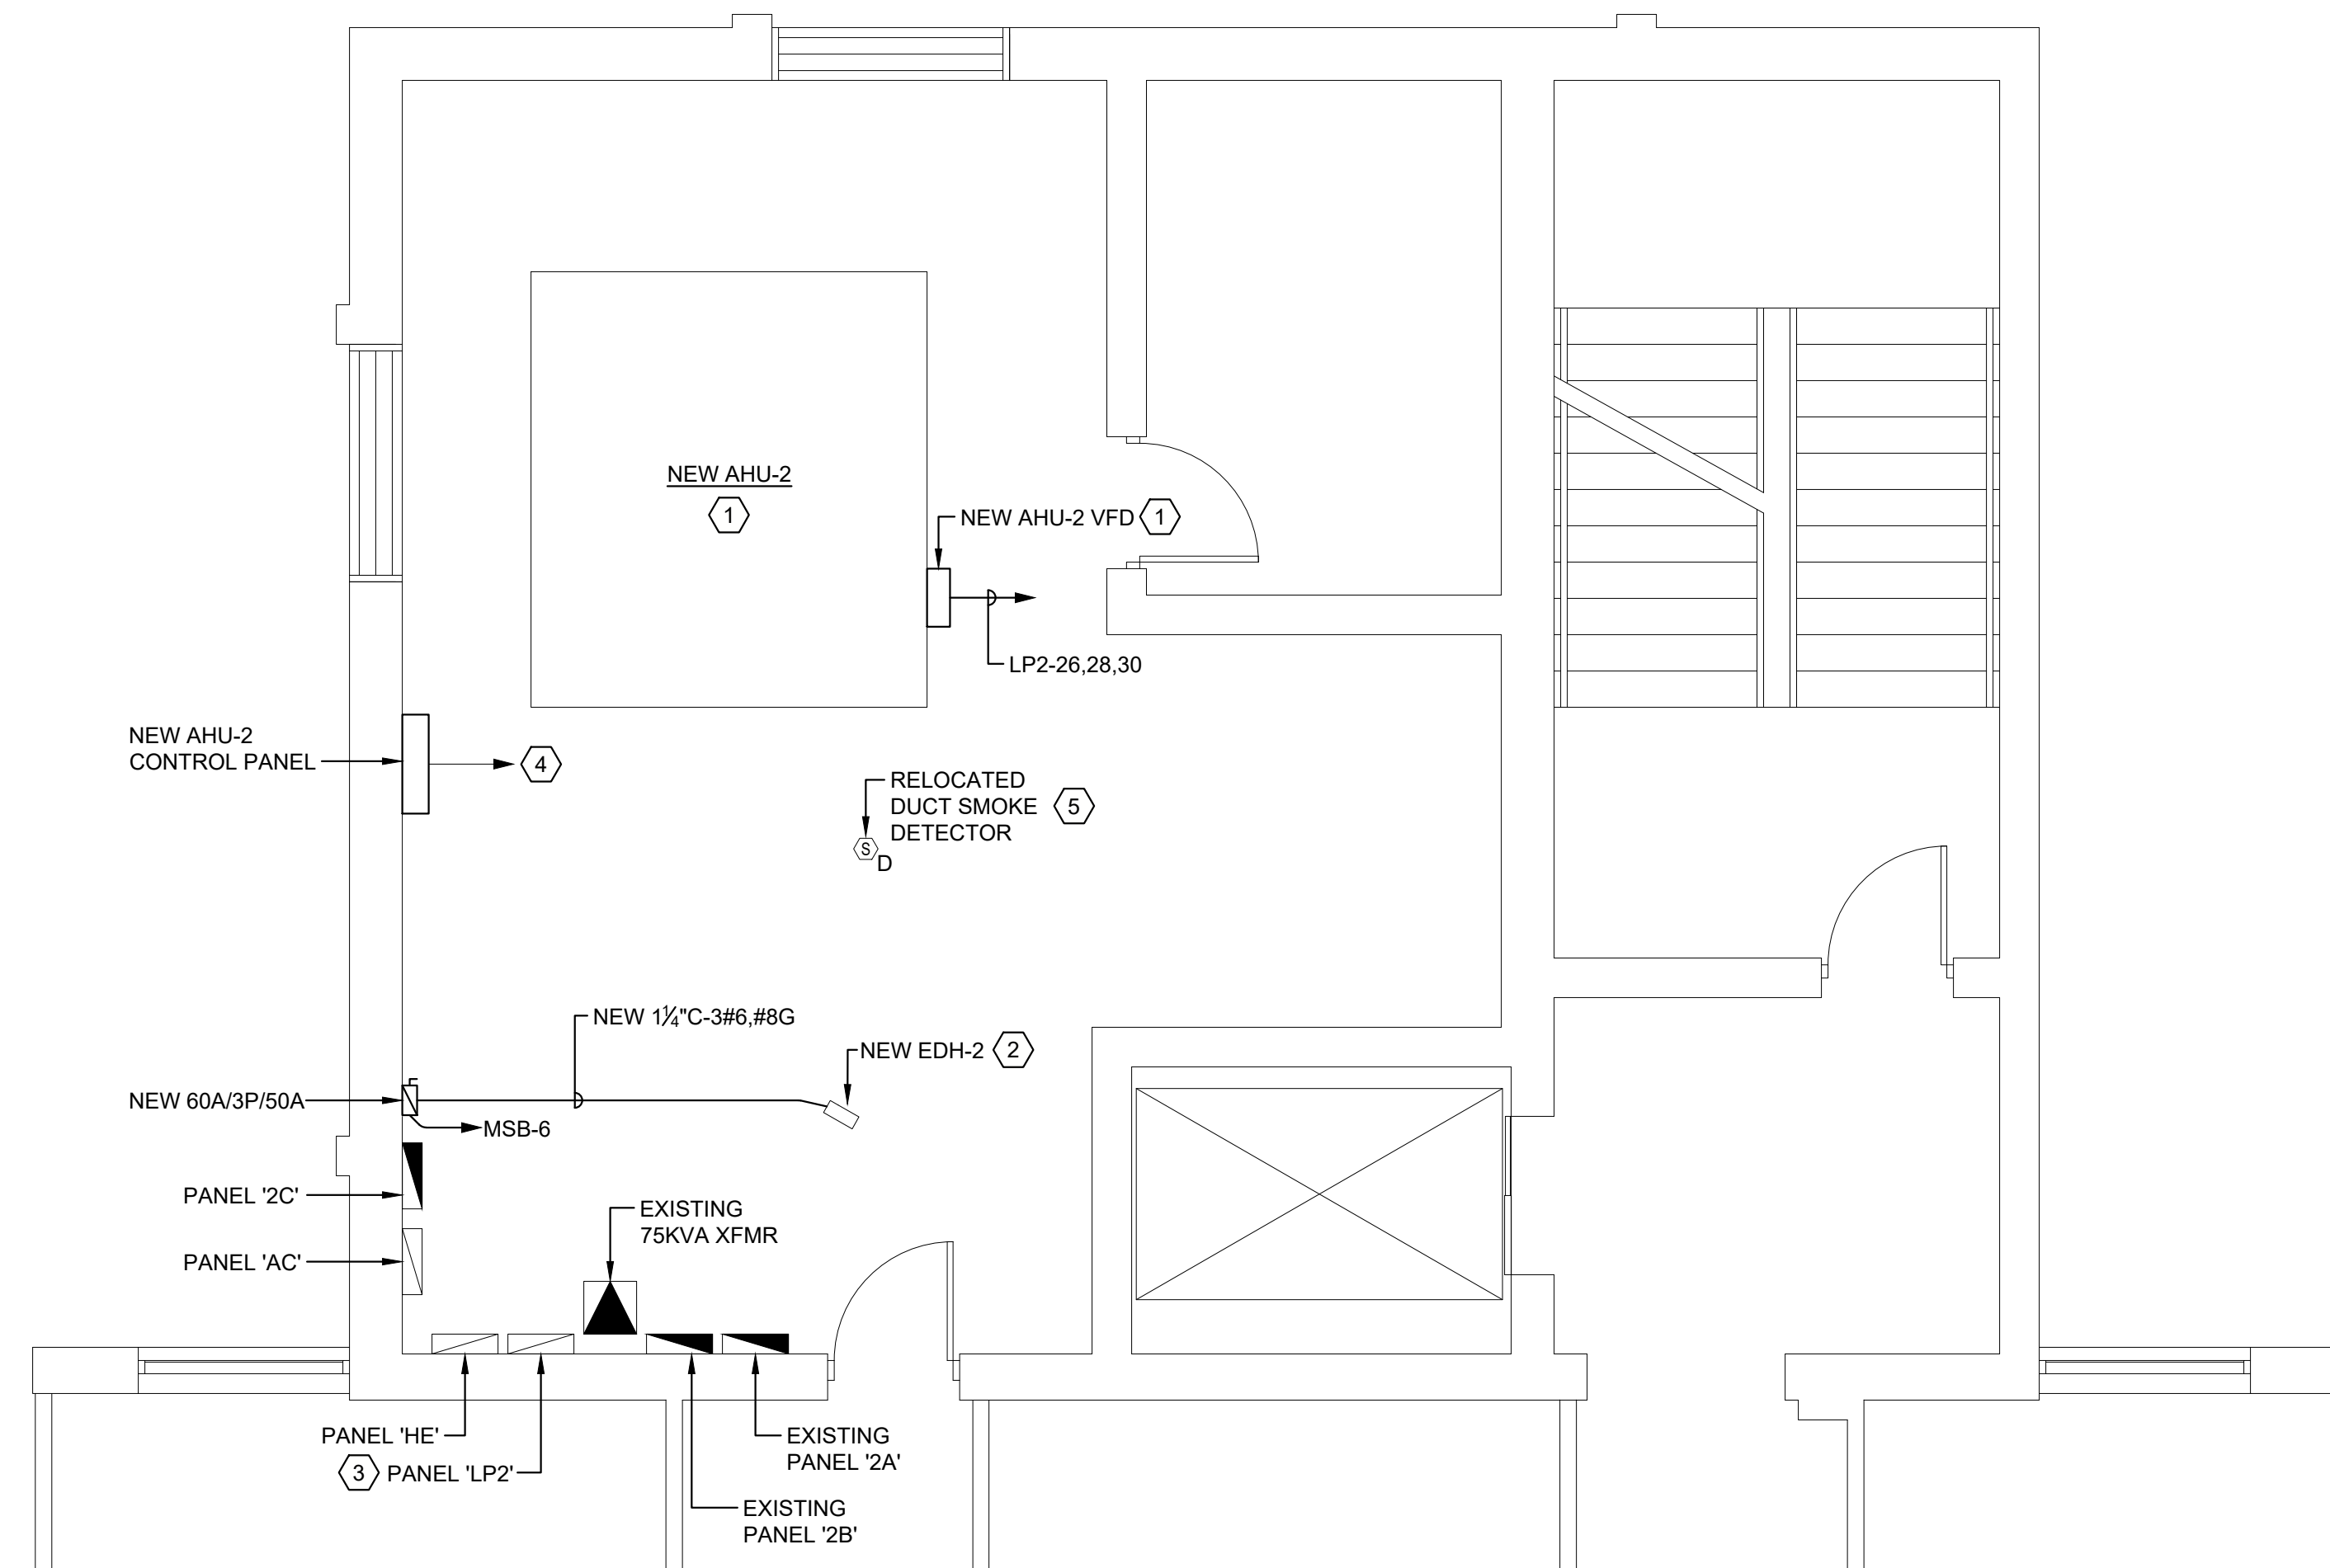 NEW AHU-2
1
NEW AHU-2 VFD 1
LP2-26,28,30
NEW AHU-2
CONTROL PANEL
4
RELOCATED
DUCT SMOKE
DETECTOR
5
S
D
NEW 1¼"C-3#6,#8G
NEW EDH-2 2
NEW 60A/3P/50A
MSB-6
PANEL '2C'
EXISTING
75KVA XFMR
PANEL 'AC'
PANEL 'HE'
3 PANEL 'LP2'
EXISTING
PANEL '2A'
EXISTING
PANEL '2B'